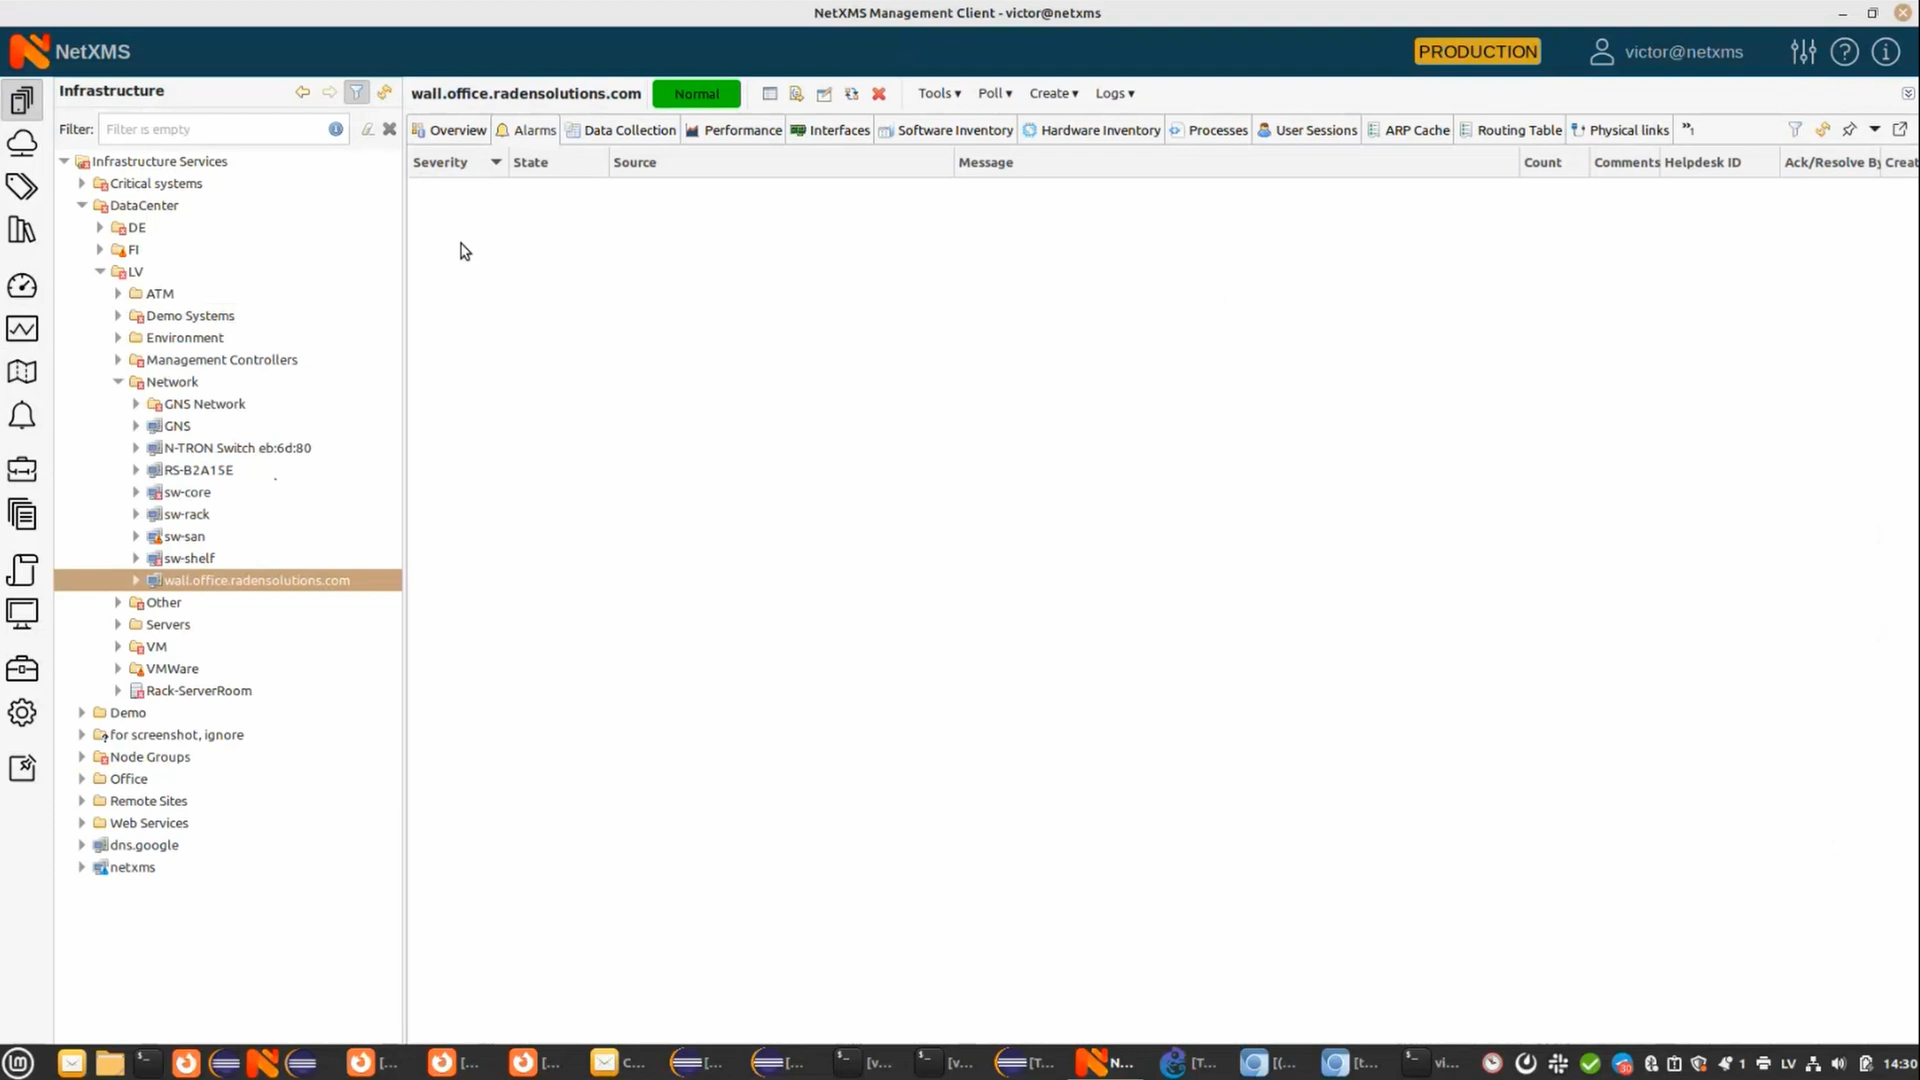 NetXMS Management Client - victor@netxms
NetXMS
PRODUCTION
victor@netxms
Infrastructure
wall.office.radensolutions.com
Normal
Tools
Poll
Create
Logs
Filter:
Filter is empty
Overview
Alarms
Data Collection
Performance
Interfaces
Software Inventory
Hardware Inventory
Processes
User Sessions
ARP Cache
Routing Table
Physical links
»1
Severity
State
Source
Message
Count
Comments
Helpdesk ID
Ack/Resolve By
Creat
Infrastructure Services
Critical systems
DataCenter
DE
FI
LV
ATM
Demo Systems
Environment
Management Controllers
Network
GNS Network
GNS
N-TRON Switch eb:6d:80
RS-B2A15E
sw-core
sw-rack
sw-san
sw-shelf
wall.office.radensolutions.com
Other
Servers
VM
VMWare
Rack-ServerRoom
Demo
for screenshot, ignore
Node Groups
Office
Remote Sites
Web Services
dns.google
netxms
[...
[...
[...
C...
[...
[...
[v...
[v...
[T...
N...
[T...
[(...
[t...
vi...
30
1
LV
14:30